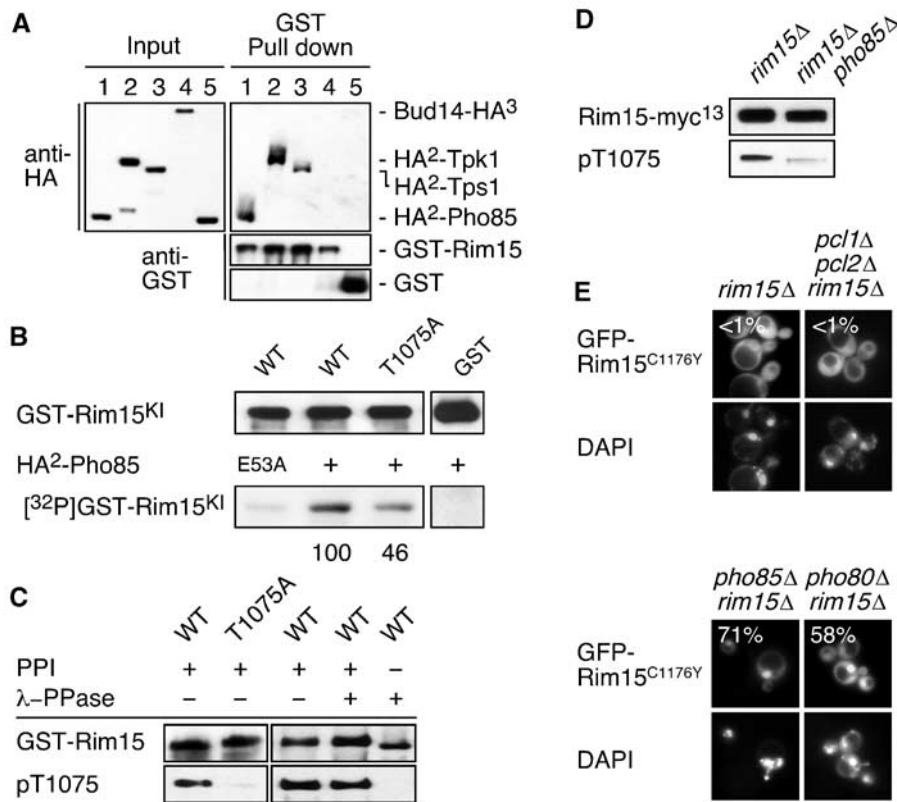 A
Input
GST
Pull down
1 2 3 4 5
1 2 3 4 5
anti-
HA
- Bud14-HA³
- HA²-Tpk1
HA²-Tps1
- HA²-Pho85
anti-
GST
- GST-Rim15
- GST
B
WT WT T1075A GST
GST-Rim15ᴷᴵ
HA²-Pho85 E53A + + +
[³²P]GST-Rim15ᴷᴵ
100 46
C
WT T1075A WT WT WT
PPI + + + + –
λ-PPase – – – + +
GST-Rim15
pT1075
D
rim15Δ
rim15Δ
pho85Δ
Rim15-myc¹³
pT1075
E
rim15Δ
pcl1Δ
pcl2Δ
rim15Δ
<1% <1%
GFP-
Rim15ᶜ¹¹⁷⁶ʸ
DAPI
pho85Δ pho80Δ
rim15Δ rim15Δ
71% 58%
GFP-
Rim15ᶜ¹¹⁷⁶ʸ
DAPI